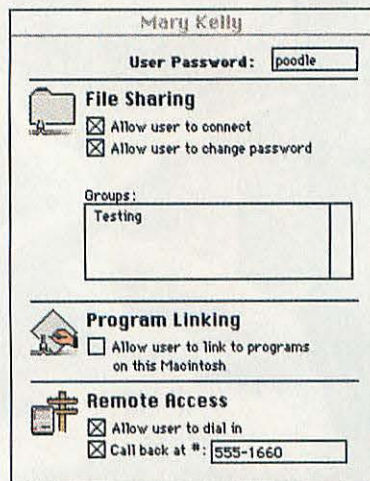 Mary Kelly
User Password: poodle
File Sharing
Allow user to connect
Allow user to change password
Groups:
Testing
Program Linking
Allow user to link to programs
on this Macintosh
Remote Access
Allow user to dial in
Call back at #: 555-1660